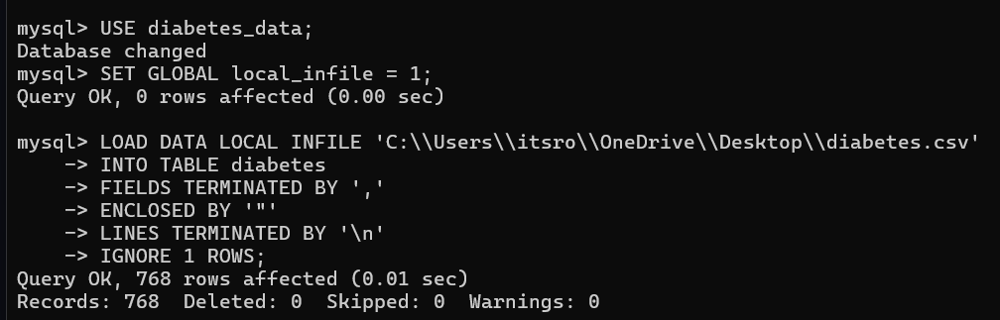 mysql> USE diabetes_data;
Database changed
mysql> SET GLOBAL local_infile = 1;
Query OK, 0 rows affected (0.00 sec)
mysql> LOAD DATA LOCAL INFILE 'C:\\Users\\itsro\\OneDrive\\Desktop\\diabetes.csv'
    -> INTO TABLE diabetes
    -> FIELDS TERMINATED BY ','
    -> ENCLOSED BY '"'
    -> LINES TERMINATED BY '\n'
    -> IGNORE 1 ROWS;
Query OK, 768 rows affected (0.01 sec)
Records: 768  Deleted: 0  Skipped: 0  Warnings: 0